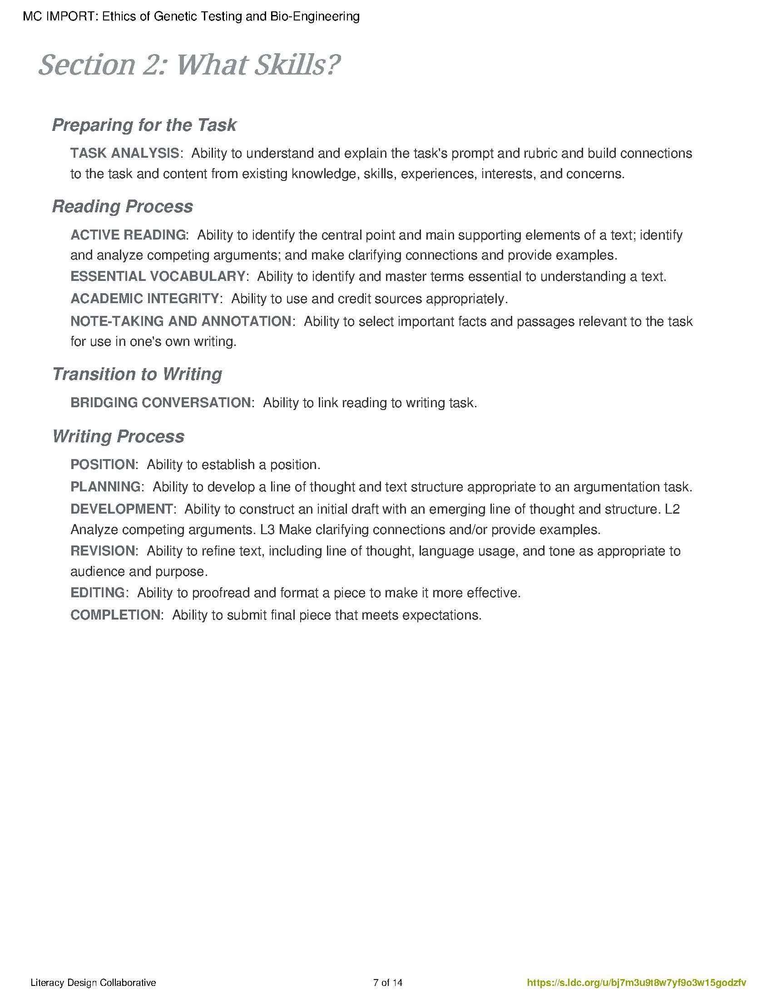 MC IMPORT: Ethics of Genetic Testing and Bio-Engineering
Section 2: What Skills?
Preparing for the Task
TASK ANALYSIS: Ability to understand and explain the task's prompt and rubric and build connections
to the task and content from existing knowledge, skills, experiences, interests, and concerns.
Reading Process
ACTIVE READING: Ability to identify the central point and main supporting elements of a text; identify
and analyze competing arguments; and make clarifying connections and provide examples.
ESSENTIAL VOCABULARY: Ability to identify and master terms essential to understanding a text.
ACADEMIC INTEGRITY: Ability to use and credit sources appropriately.
NOTE-TAKING AND ANNOTATION: Ability to select important facts and passages relevant to the task
for use in one's own writing.
Transition to Writing
BRIDGING CONVERSATION: Ability to link reading to writing task.
Writing Process
POSITION: Ability to establish a position.
PLANNING: Ability to develop a line of thought and text structure appropriate to an argumentation task.
DEVELOPMENT: Ability to construct an initial draft with an emerging line of thought and structure. L2
Analyze competing arguments. L3 Make clarifying connections and/or provide examples.
REVISION: Ability to refine text, including line of thought, language usage, and tone as appropriate to
audience and purpose.
EDITING: Ability to proofread and format a piece to make it more effective.
COMPLETION: Ability to submit final piece that meets expectations.
Literacy Design Collaborative
7 of 14
https://s.ldc.org/u/bj7m3u9t8w7yf9o3w15godzfv